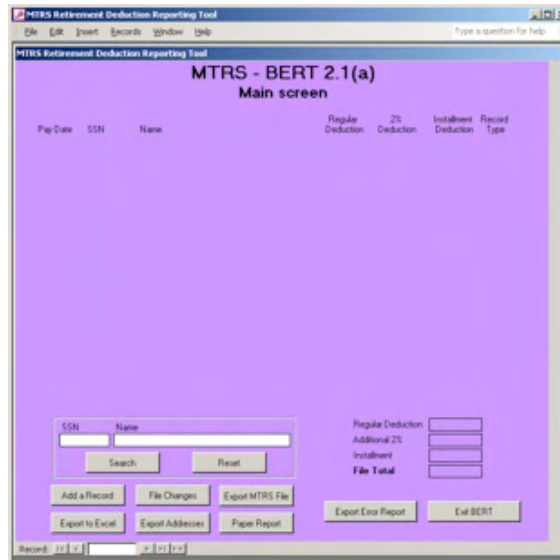 MTRS Retirement Deduction Reporting Tool
File Edit Insert Records Window Help Type a question for help
MTRS Retirement Deduction Reporting Tool
MTRS - BERT 2.1(a)
Main screen
Pay Date SSN Name Regular Deduction 2% Deduction Installment Deduction Record Type
SSN Name
Search Reset
Regular Deduction
Additional 2%
Installment
File Total
Add a Record File Changes Export MTRS File
Export to Excel Export Addresses Paper Report
Export Error Report Exit BERT
Record: